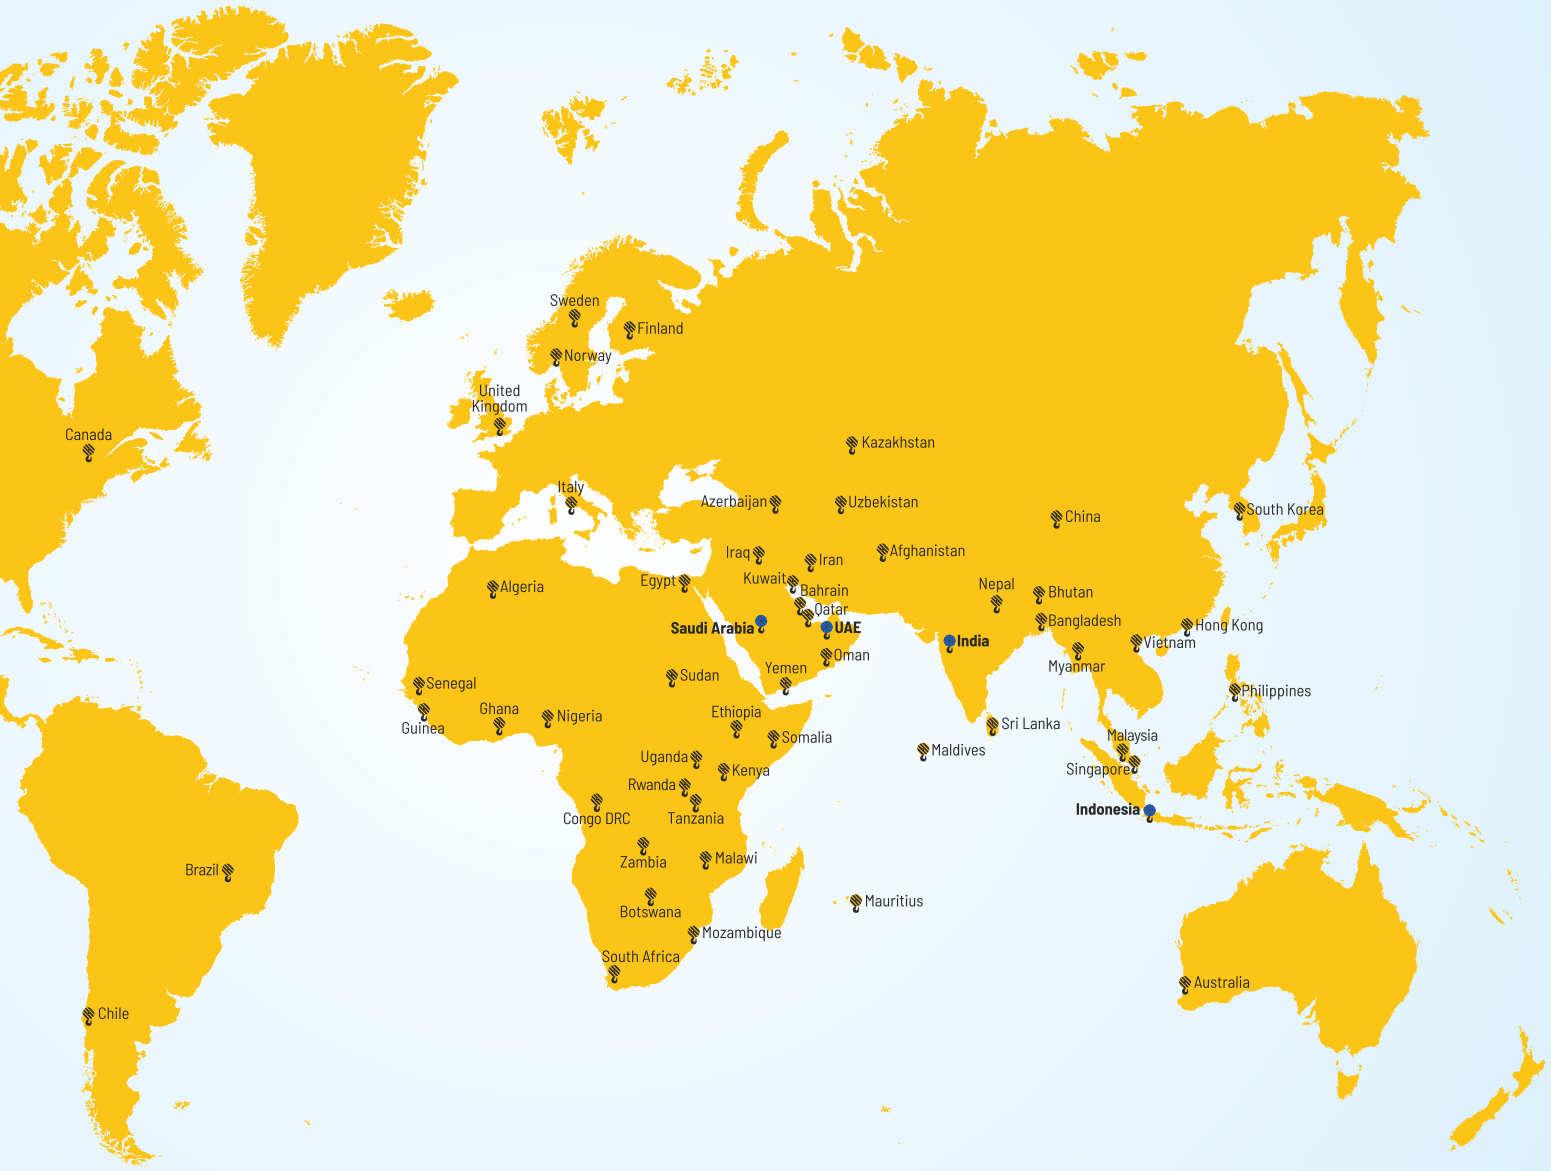 Sweden
Finland
Norway
United
Kingdom
Canada
Kazakhstan
Italy
Azerbaijan
Uzbekistan
South Korea
China
Iraq
Iran
Afghanistan
Kuwait
Egypt
Algeria
Bahrain
Nepal
Bhutan
Qatar
Bangladesh
Hong Kong
Saudi Arabia
UAE
India
Vietnam
Oman
Myanmar
Yemen
Sudan
Senegal
Philippines
Ghana
Nigeria
Ethiopia
Guinea
Sri Lanka
Somalia
Malaysia
Maldives
Uganda
Kenya
Singapore
Rwanda
Indonesia
Congo DRC
Tanzania
Zambia
Malawi
Brazil
Mauritius
Botswana
Mozambique
South Africa
Australia
Chile